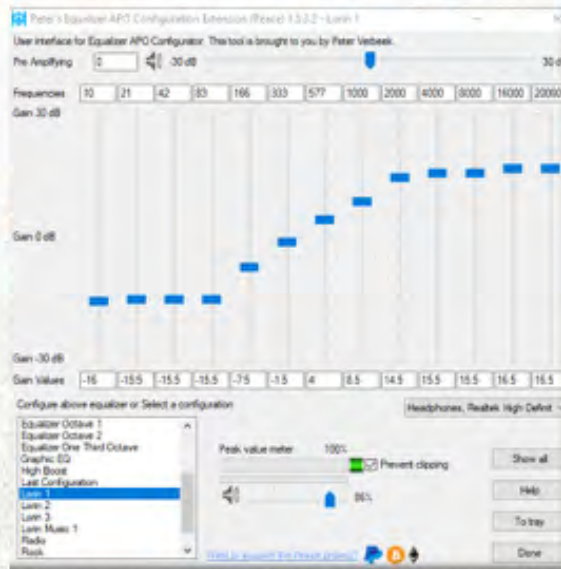 Peter's Equalizer APO Configuration Extension (Peace) 1.5.3.2 - Lorin 1
User interface for Equalizer APO Configurator. This tool is brought to you by Peter Verbeek.
Pre Amplifying 0 -30 dB 30 d
Frequencies 10 21 42 83 166 333 577 1000 2000 4000 8000 16000 20000
Gain 30 dB
Gain 0 dB
Gain -30 dB
Gain Values -16 -15.5 -15.5 -15.5 -7.5 -1.5 4 8.5 14.5 15.5 15.5 16.5 16.5
Configure above equalizer or Select a configuration
Headphones, Realtek High Definit
Equalizer Octave 1
Equalizer Octave 2
Equalizer One Third Octave
Graphic EQ
High Boost
Last Configuration
Lorin 1
Lorin 2
Lorin 3
Lorin Music 1
Radio
Rock
Peak value meter 100%
Prevent clipping
86%
Show all
Help
To tray
Done